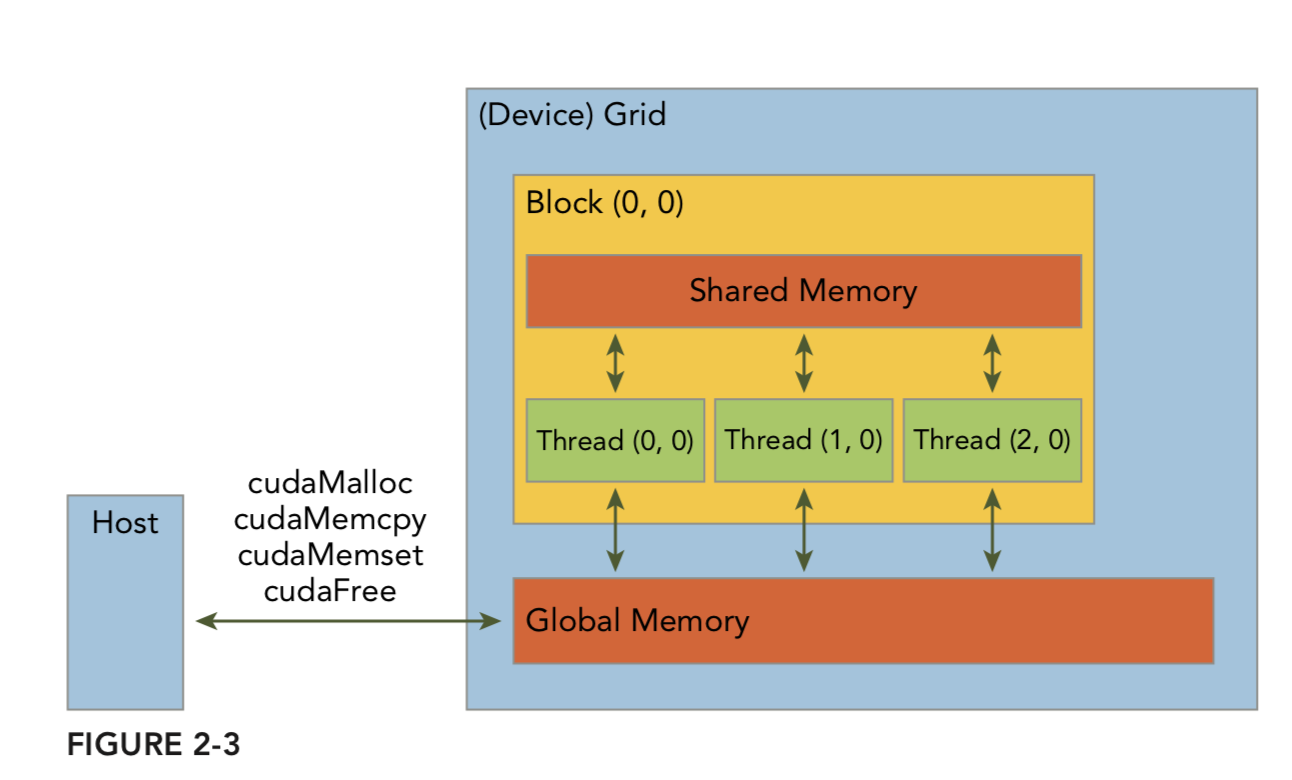 (Device) Grid
Block (0, 0)
Shared Memory
Thread (0, 0) Thread (1, 0) Thread (2, 0)
cudaMalloc
Host
cudaMemcpy
cudaMemset
cudaFree
Global Memory
FIGURE 2-3